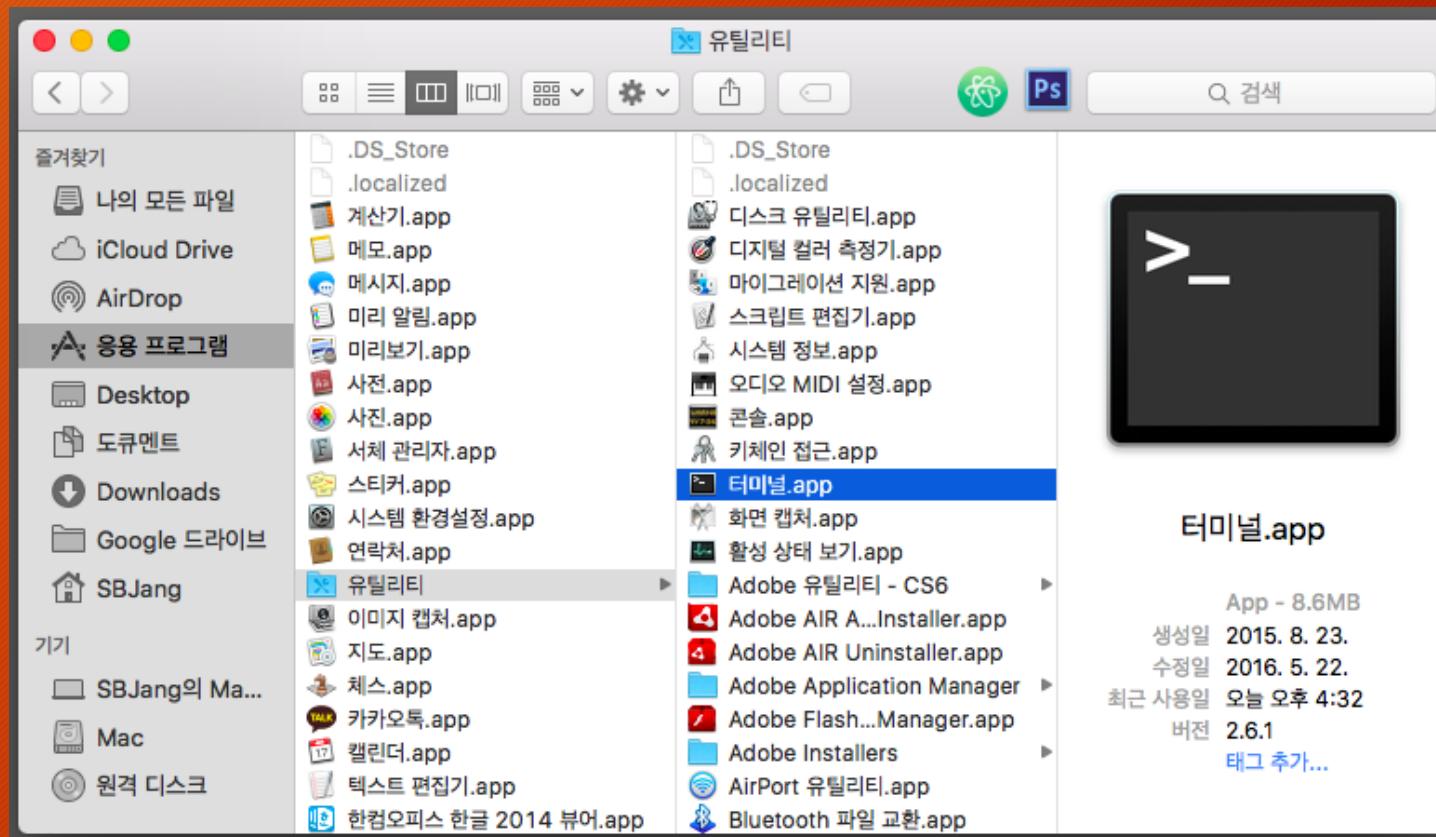 유틸리티
Ps
검색
즐겨찾기
나의 모든 파일
iCloud Drive
AirDrop
응용 프로그램
Desktop
도큐멘트
Downloads
Google 드라이브
SBJang
기기
SBJang의 Ma...
Mac
원격 디스크
.DS_Store
.localized
계산기.app
메모.app
메시지.app
미리 알림.app
미리보기.app
사전.app
사진.app
서체 관리자.app
스티커.app
시스템 환경설정.app
연락처.app
유틸리티
이미지 캡처.app
지도.app
체스.app
카카오톡.app
캘린더.app
텍스트 편집기.app
한컴오피스 한글 2014 뷰어.app
.DS_Store
.localized
디스크 유틸리티.app
디지털 컬러 측정기.app
마이그레이션 지원.app
스크립트 편집기.app
시스템 정보.app
오디오 MIDI 설정.app
콘솔.app
키체인 접근.app
터미널.app
화면 캡처.app
활성 상태 보기.app
Adobe 유틸리티 - CS6
Adobe AIR A...Installer.app
Adobe AIR Uninstaller.app
Adobe Application Manager
Adobe Flash...Manager.app
Adobe Installers
AirPort 유틸리티.app
Bluetooth 파일 교환.app
>_
터미널.app
App - 8.6MB
생성일 2015. 8. 23.
수정일 2016. 5. 22.
최근 사용일 오늘 오후 4:32
버전 2.6.1
태그 추가...